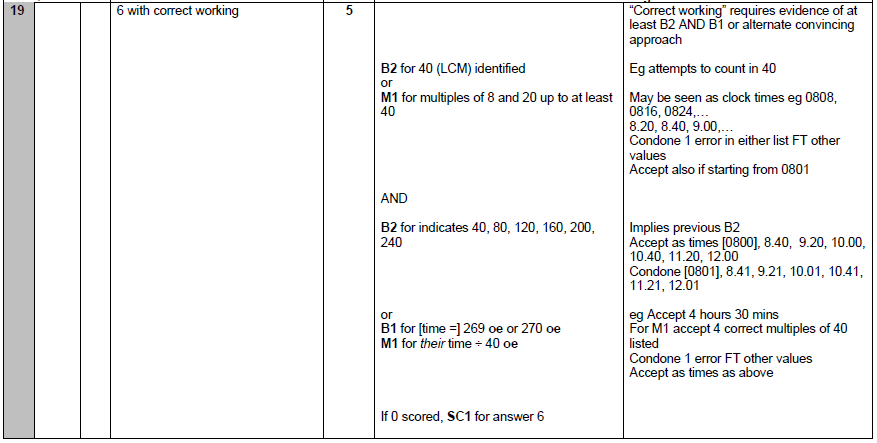 19
6 with correct working
5
“Correct working” requires evidence of at
least B2 AND B1 or alternate convincing
approach
B2 for 40 (LCM) identified
Eg attempts to count in 40
or
M1 for multiples of 8 and 20 up to at least
40
May be seen as clock times eg 0808,
0816, 0824,…
8.20, 8.40, 9.00,…
Condone 1 error in either list FT other
values
Accept also if starting from 0801
AND
B2 for indicates 40, 80, 120, 160, 200,
240
Implies previous B2
Accept as times [0800], 8.40, 9.20, 10.00,
10.40, 11.20, 12.00
Condone [0801], 8.41, 9.21, 10.01, 10.41,
11.21, 12.01
or
B1 for [time =] 269 oe or 270 oe
M1 for their time ÷ 40 oe
eg Accept 4 hours 30 mins
For M1 accept 4 correct multiples of 40
listed
Condone 1 error FT other values
Accept as times as above
If 0 scored, SC1 for answer 6